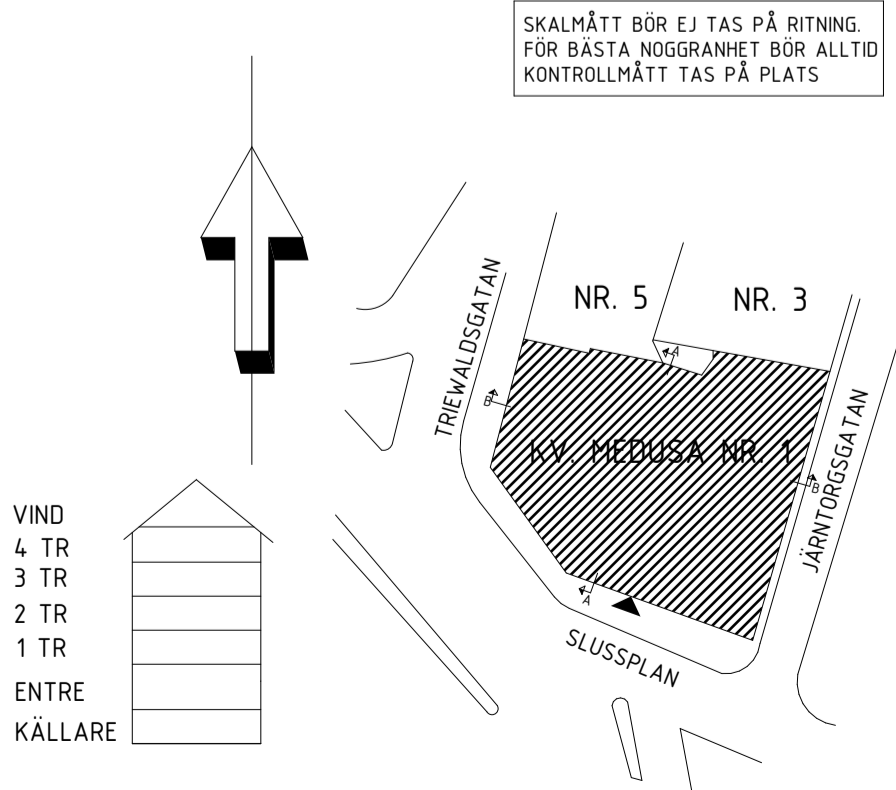 SKALMÅTT BÖR EJ TAS PÅ RITNING.
FÖR BÄSTA NOGGRANHET BÖR ALLTID
KONTROLLMÅTT TAS PÅ PLATS
NR. 5
NR. 3
A
TRIEWALDSGATAN
B
KV. MEDUSA NR. 1
B
JÄRNTORGSGATAN
A
SLUSSPLAN
VIND
4 TR
3 TR
2 TR
1 TR
ENTRE
KÄLLARE